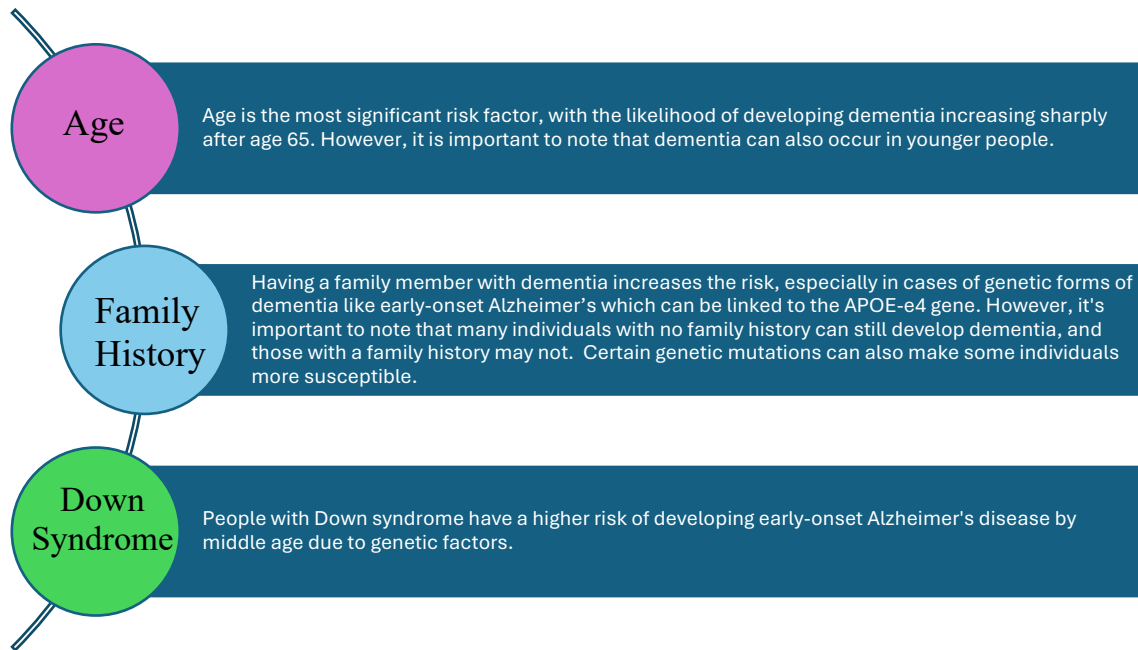 Age
Age is the most significant risk factor, with the likelihood of developing dementia increasing sharply
after age 65. However, it is important to note that dementia can also occur in younger people.
Family
History
Having a family member with dementia increases the risk, especially in cases of genetic forms of
dementia like early-onset Alzheimer’s which can be linked to the APOE-e4 gene. However, it's
important to note that many individuals with no family history can still develop dementia, and
those with a family history may not.  Certain genetic mutations can also make some individuals
more susceptible.
Down
Syndrome
People with Down syndrome have a higher risk of developing early-onset Alzheimer's disease by
middle age due to genetic factors.